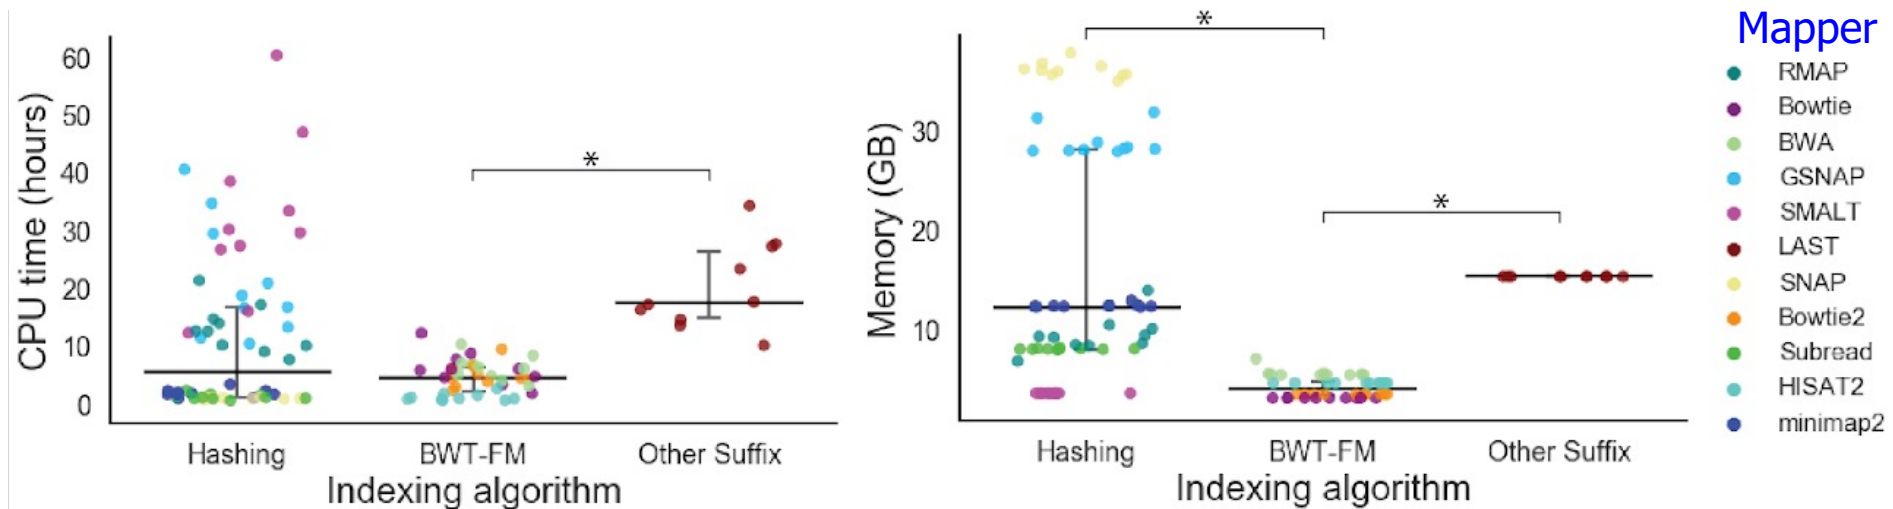 CPU time (hours)
60
50
40
30
20
10
0
*
Hashing
BWT-FM
Other Suffix
Indexing algorithm
Memory (GB)
30
20
10
*
*
Hashing
BWT-FM
Other Suffix
Indexing algorithm
Mapper
RMAP
Bowtie
BWA
GSNAP
SMALT
LAST
SNAP
Bowtie2
Subread
HISAT2
minimap2